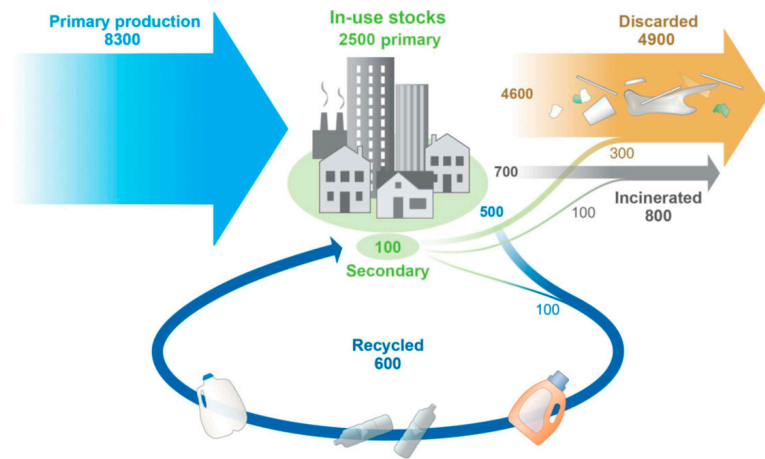 Primary production
8300
In-use stocks
2500 primary
Discarded
4900
4600
300
700
Incinerated
800
500
100
100
Secondary
100
Recycled
600